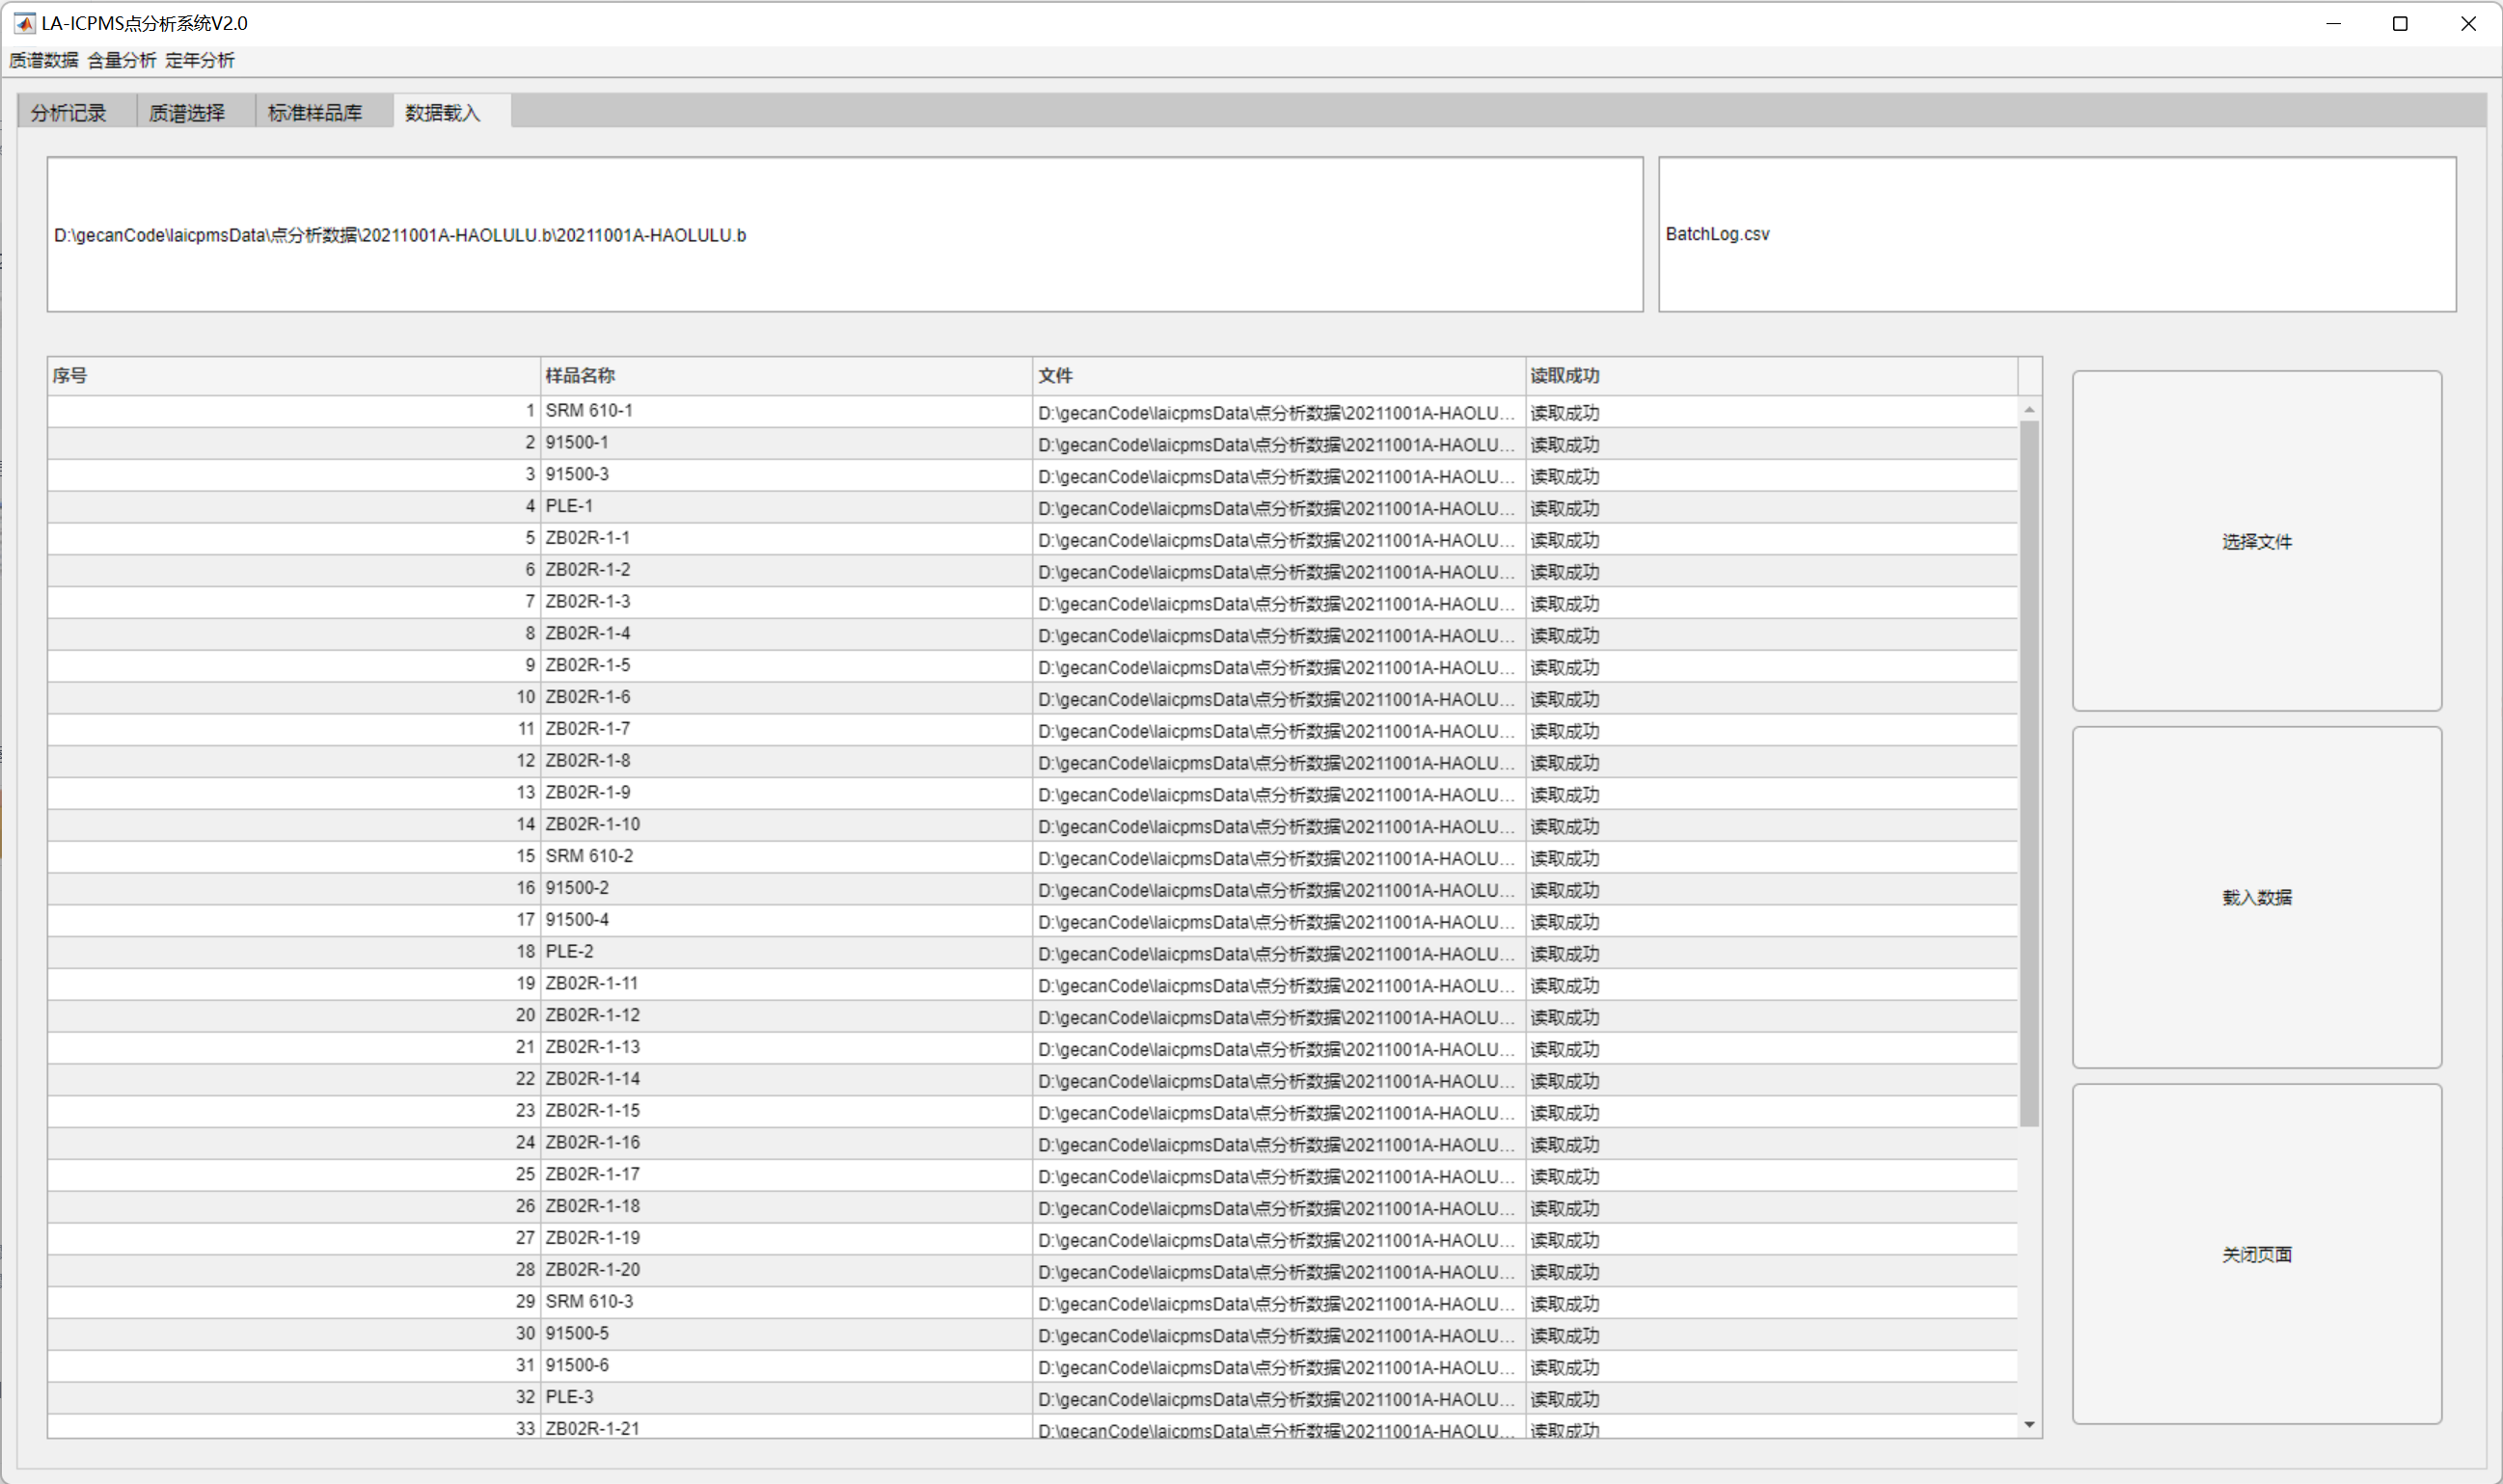 LA-ICPMS点分析系统V2.0
质谱数据 含量分析 定年分析
分析记录 质谱选择 标准样品库 数据载入
D:\gecanCode\laicpmsData\点分析数据\20211001A-HAOLULU.b\20211001A-HAOLULU.b
BatchLog.csv
序号 样品名称 文件 读取成功
1 SRM 610-1 D:\gecanCode\laicpmsData\点分析数据\20211001A-HAOLU... 读取成功
2 91500-1 D:\gecanCode\laicpmsData\点分析数据\20211001A-HAOLU... 读取成功
3 91500-3 D:\gecanCode\laicpmsData\点分析数据\20211001A-HAOLU... 读取成功
4 PLE-1 D:\gecanCode\laicpmsData\点分析数据\20211001A-HAOLU... 读取成功
5 ZB02R-1-1 D:\gecanCode\laicpmsData\点分析数据\20211001A-HAOLU... 读取成功
6 ZB02R-1-2 D:\gecanCode\laicpmsData\点分析数据\20211001A-HAOLU... 读取成功
7 ZB02R-1-3 D:\gecanCode\laicpmsData\点分析数据\20211001A-HAOLU... 读取成功
8 ZB02R-1-4 D:\gecanCode\laicpmsData\点分析数据\20211001A-HAOLU... 读取成功
9 ZB02R-1-5 D:\gecanCode\laicpmsData\点分析数据\20211001A-HAOLU... 读取成功
10 ZB02R-1-6 D:\gecanCode\laicpmsData\点分析数据\20211001A-HAOLU... 读取成功
11 ZB02R-1-7 D:\gecanCode\laicpmsData\点分析数据\20211001A-HAOLU... 读取成功
12 ZB02R-1-8 D:\gecanCode\laicpmsData\点分析数据\20211001A-HAOLU... 读取成功
13 ZB02R-1-9 D:\gecanCode\laicpmsData\点分析数据\20211001A-HAOLU... 读取成功
14 ZB02R-1-10 D:\gecanCode\laicpmsData\点分析数据\20211001A-HAOLU... 读取成功
15 SRM 610-2 D:\gecanCode\laicpmsData\点分析数据\20211001A-HAOLU... 读取成功
16 91500-2 D:\gecanCode\laicpmsData\点分析数据\20211001A-HAOLU... 读取成功
17 91500-4 D:\gecanCode\laicpmsData\点分析数据\20211001A-HAOLU... 读取成功
18 PLE-2 D:\gecanCode\laicpmsData\点分析数据\20211001A-HAOLU... 读取成功
19 ZB02R-1-11 D:\gecanCode\laicpmsData\点分析数据\20211001A-HAOLU... 读取成功
20 ZB02R-1-12 D:\gecanCode\laicpmsData\点分析数据\20211001A-HAOLU... 读取成功
21 ZB02R-1-13 D:\gecanCode\laicpmsData\点分析数据\20211001A-HAOLU... 读取成功
22 ZB02R-1-14 D:\gecanCode\laicpmsData\点分析数据\20211001A-HAOLU... 读取成功
23 ZB02R-1-15 D:\gecanCode\laicpmsData\点分析数据\20211001A-HAOLU... 读取成功
24 ZB02R-1-16 D:\gecanCode\laicpmsData\点分析数据\20211001A-HAOLU... 读取成功
25 ZB02R-1-17 D:\gecanCode\laicpmsData\点分析数据\20211001A-HAOLU... 读取成功
26 ZB02R-1-18 D:\gecanCode\laicpmsData\点分析数据\20211001A-HAOLU... 读取成功
27 ZB02R-1-19 D:\gecanCode\laicpmsData\点分析数据\20211001A-HAOLU... 读取成功
28 ZB02R-1-20 D:\gecanCode\laicpmsData\点分析数据\20211001A-HAOLU... 读取成功
29 SRM 610-3 D:\gecanCode\laicpmsData\点分析数据\20211001A-HAOLU... 读取成功
30 91500-5 D:\gecanCode\laicpmsData\点分析数据\20211001A-HAOLU... 读取成功
31 91500-6 D:\gecanCode\laicpmsData\点分析数据\20211001A-HAOLU... 读取成功
32 PLE-3 D:\gecanCode\laicpmsData\点分析数据\20211001A-HAOLU... 读取成功
33 ZB02R-1-21 D:\gecanCode\laicpmsData\点分析数据\20211001A-HAOLU... 读取成功
选择文件
载入数据
关闭页面